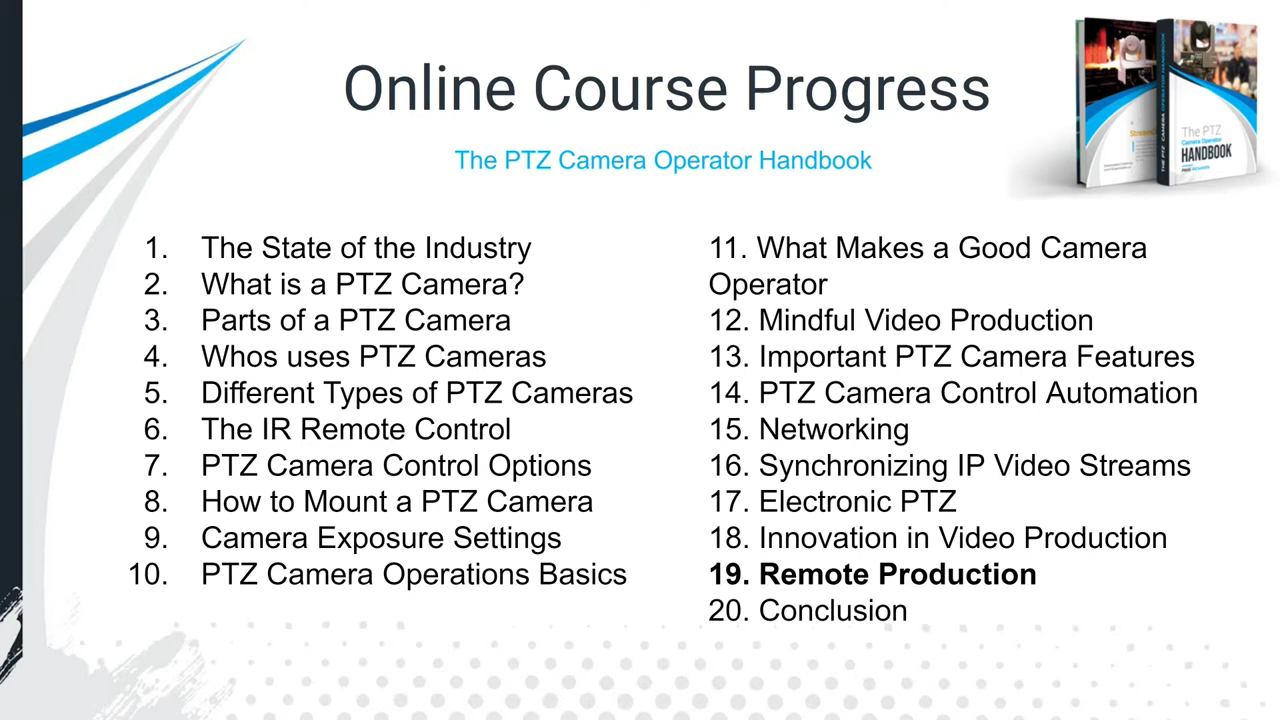 Online Course Progress
The PTZ Camera Operator Handbook
The PTZ
Camera Operator
HANDBOOK
1. The State of the Industry
2. What is a PTZ Camera?
3. Parts of a PTZ Camera
4. Whos uses PTZ Cameras
5. Different Types of PTZ Cameras
6. The IR Remote Control
7. PTZ Camera Control Options
8. How to Mount a PTZ Camera
9. Camera Exposure Settings
10. PTZ Camera Operations Basics
11. What Makes a Good Camera
Operator
12. Mindful Video Production
13. Important PTZ Camera Features
14. PTZ Camera Control Automation
15. Networking
16. Synchronizing IP Video Streams
17. Electronic PTZ
18. Innovation in Video Production
19. Remote Production
20. Conclusion